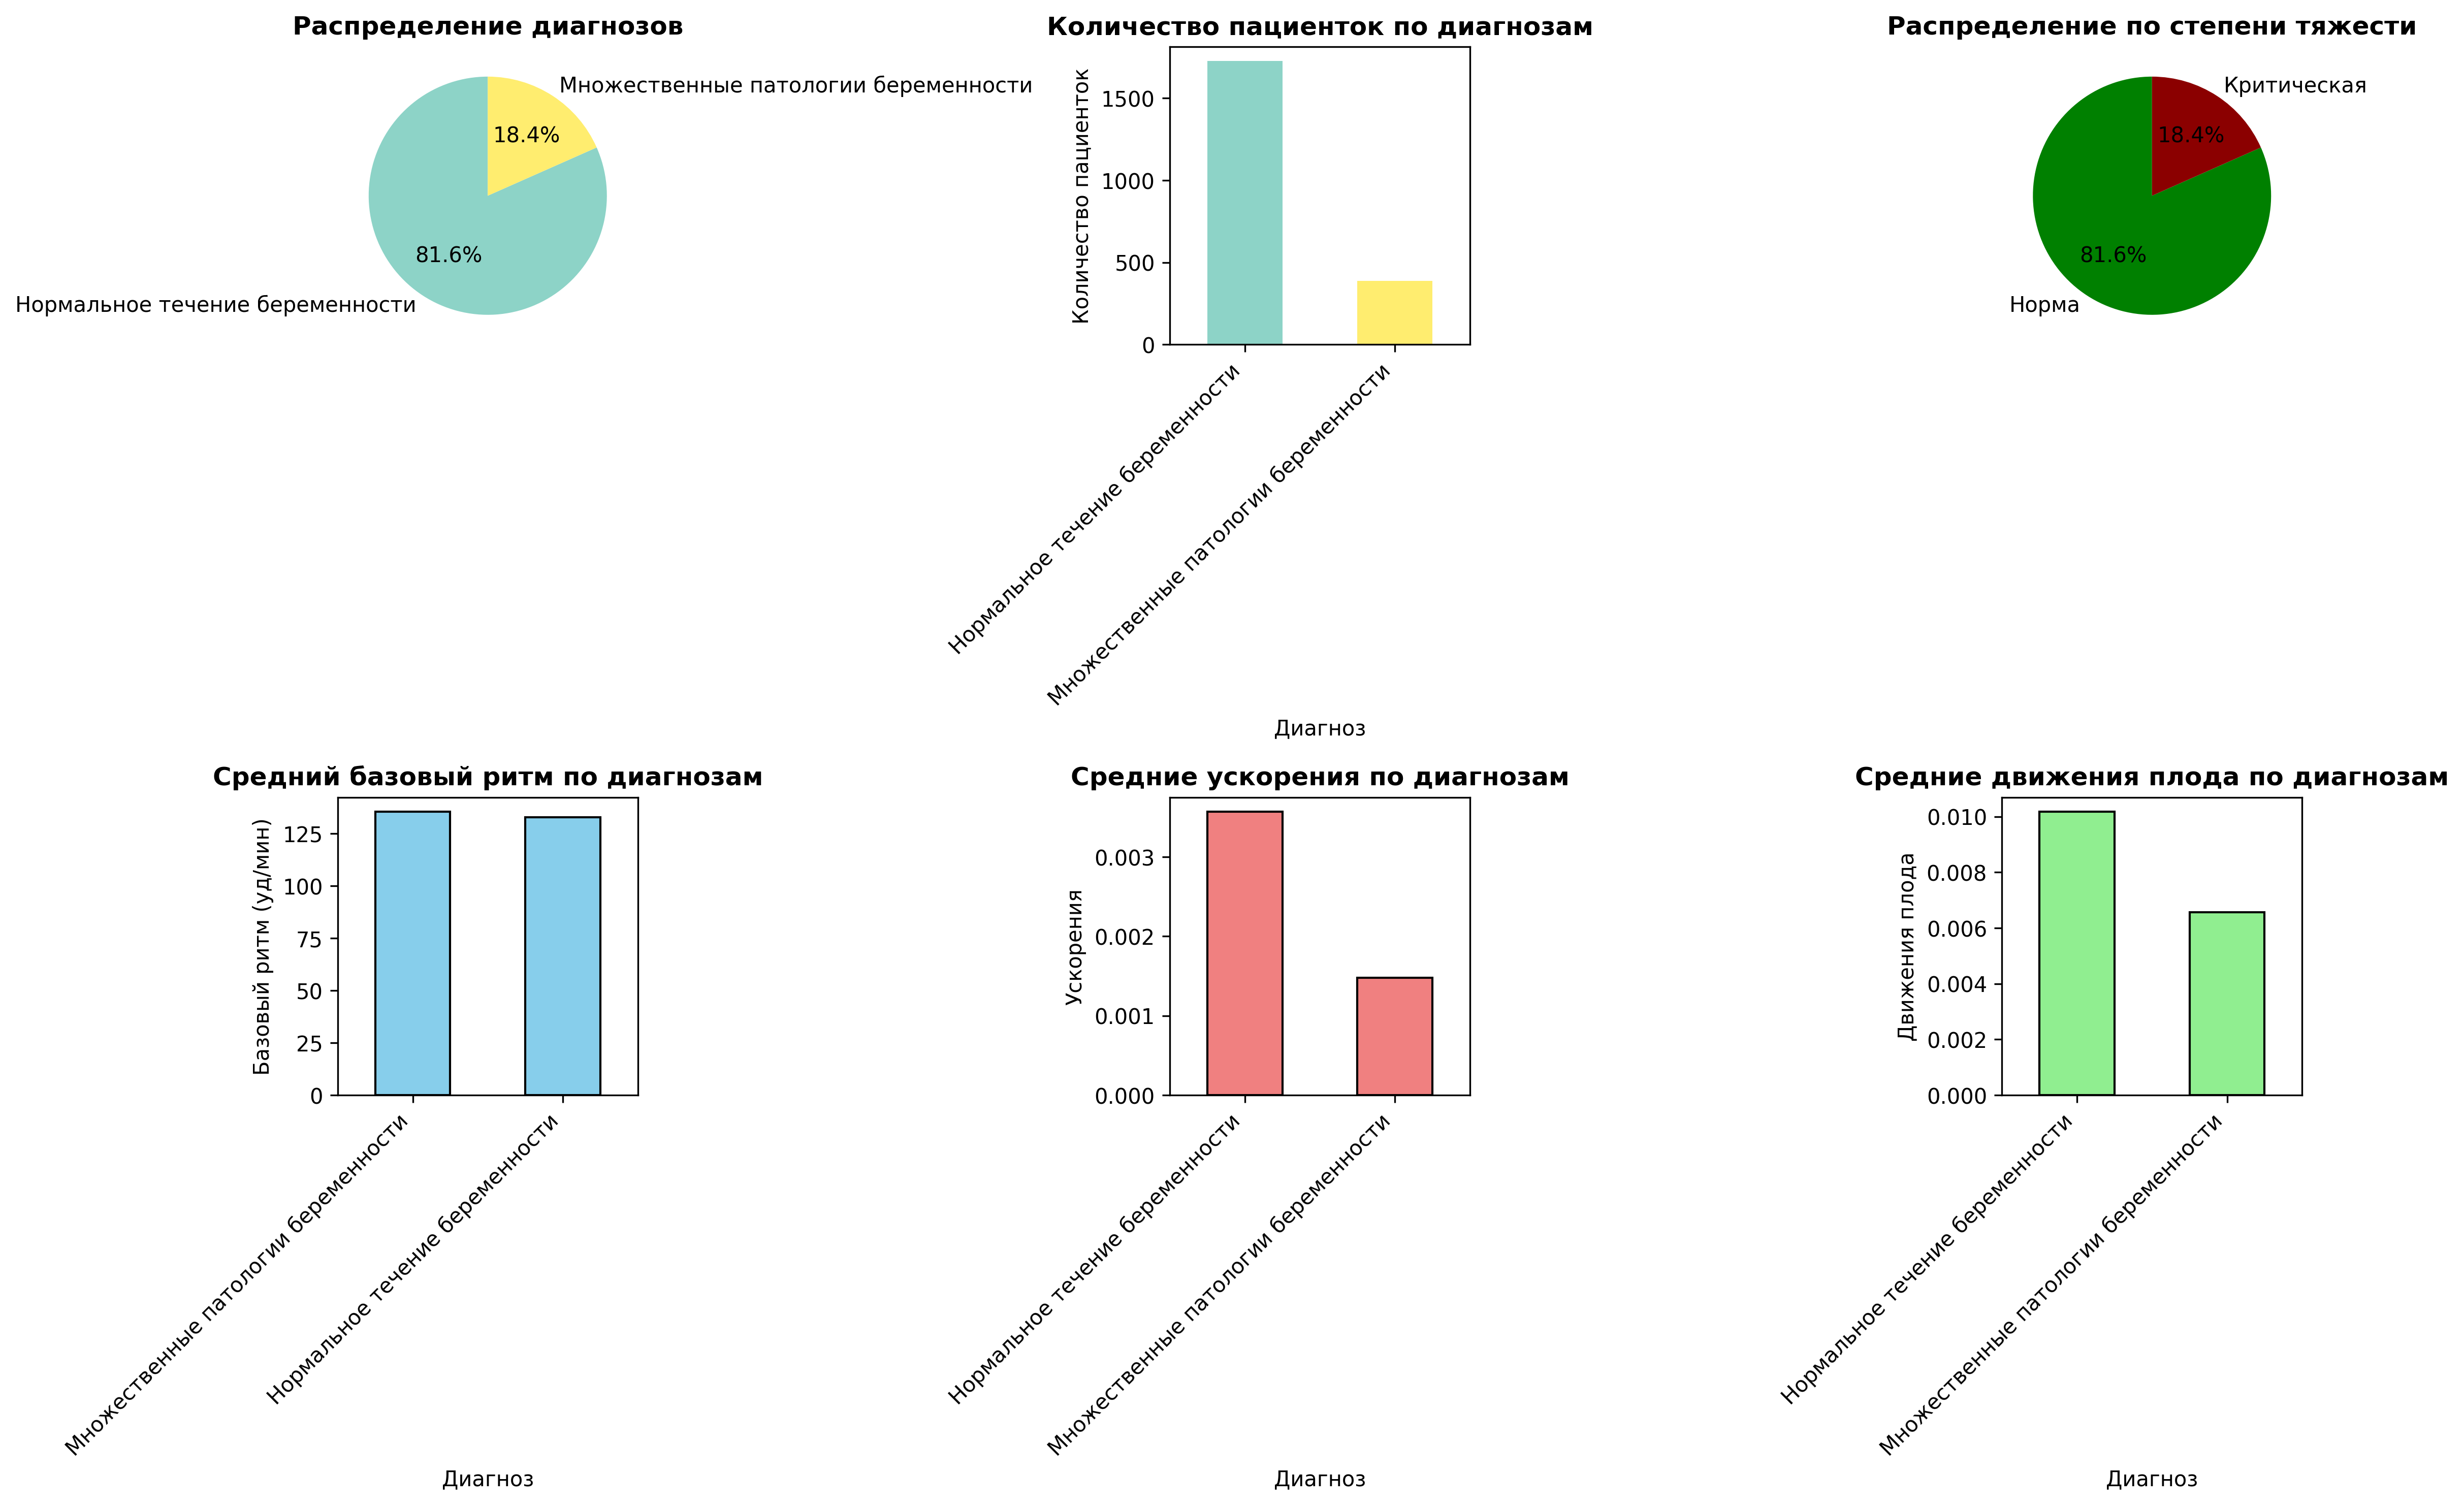 Распределение диагнозов
Множественные патологии беременности
18.4%
81.6%
Нормальное течение беременности
Количество пациенток по диагнозам
Количество пациенток
1500
1000
500
0
Нормальное течение беременности
Множественные патологии беременности
Диагноз
Распределение по степени тяжести
Критическая
18.4%
81.6%
Норма
Средний базовый ритм по диагнозам
Базовый ритм (уд/мин)
125
100
75
50
25
0
Множественные патологии беременности
Нормальное течение беременности
Диагноз
Средние ускорения по диагнозам
Ускорения
0.003
0.002
0.001
0.000
Нормальное течение беременности
Множественные патологии беременности
Диагноз
Средние движения плода по диагнозам
Движения плода
0.010
0.008
0.006
0.004
0.002
0.000
Нормальное течение беременности
Множественные патологии беременности
Диагноз